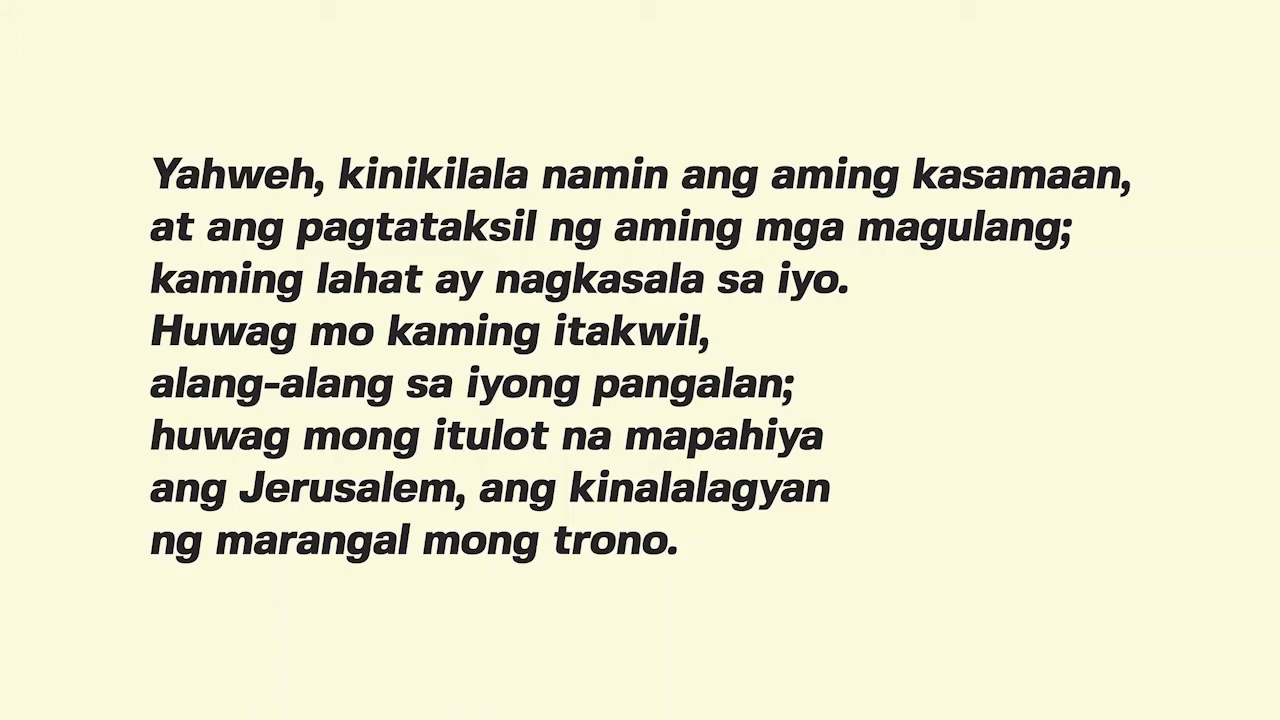 Yahweh, kinikilala namin ang aming kasamaan,
at ang pagtataksil ng aming mga magulang;
kaming lahat ay nagkasala sa iyo.
Huwag mo kaming itakwil,
alang-alang sa iyong pangalan;
huwag mong itulot na mapahiya
ang Jerusalem, ang kinalalagyan
ng marangal mong trono.